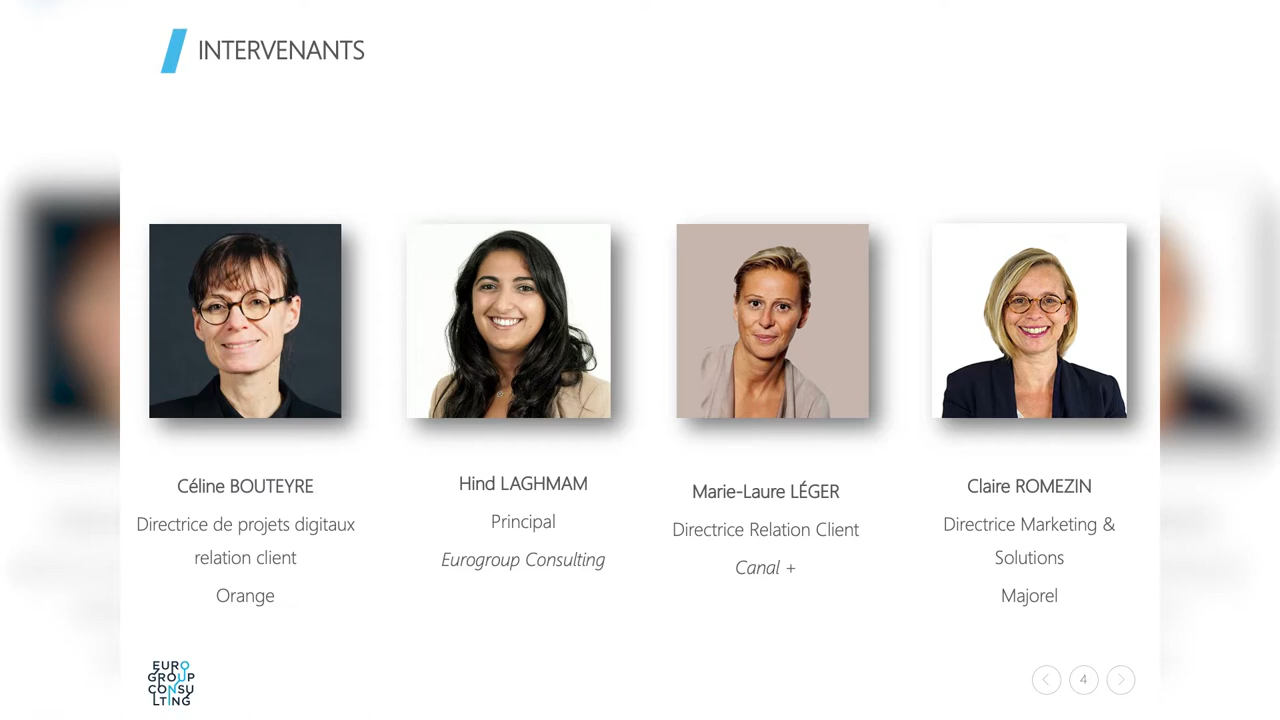 INTERVENANTS
Céline BOUTEYRE
Directrice de projets digitaux
relation client
Orange
Hind LAGHMAM
Principal
Eurogroup Consulting
Marie-Laure LÉGER
Directrice Relation Client
Canal +
Claire ROMEZIN
Directrice Marketing &
Solutions
Majorel
EURO
GROUP
CONSU
LTING
4